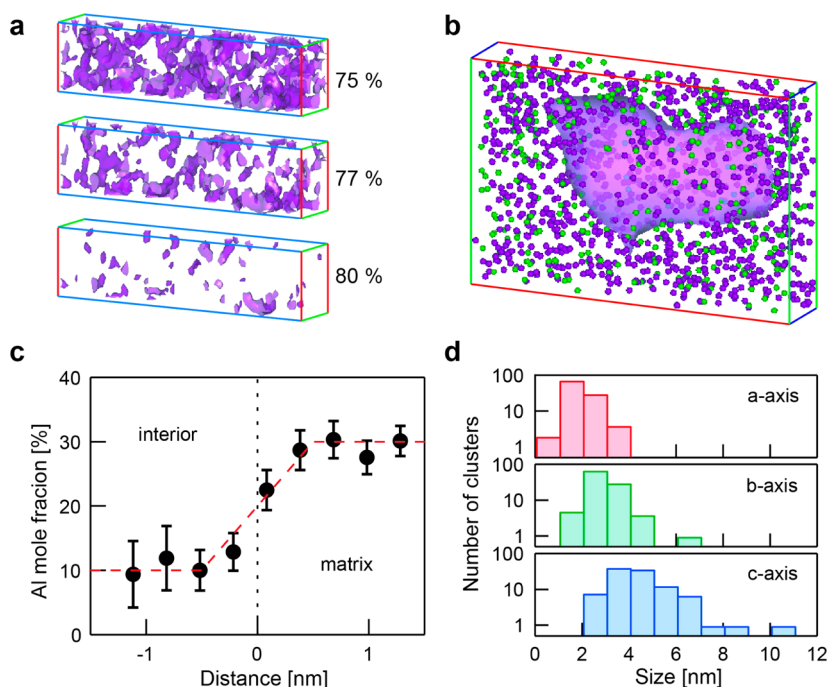 a
75 %
77 %
80 %
b
c
Al mole fracion [%]
40
30
20
10
0
interior
matrix
-1 0 1
Distance [nm]
d
Number of clusters
100
10
1
a-axis
100
10
1
b-axis
100
10
1
c-axis
0 2 4 6 8 10 12
Size [nm]